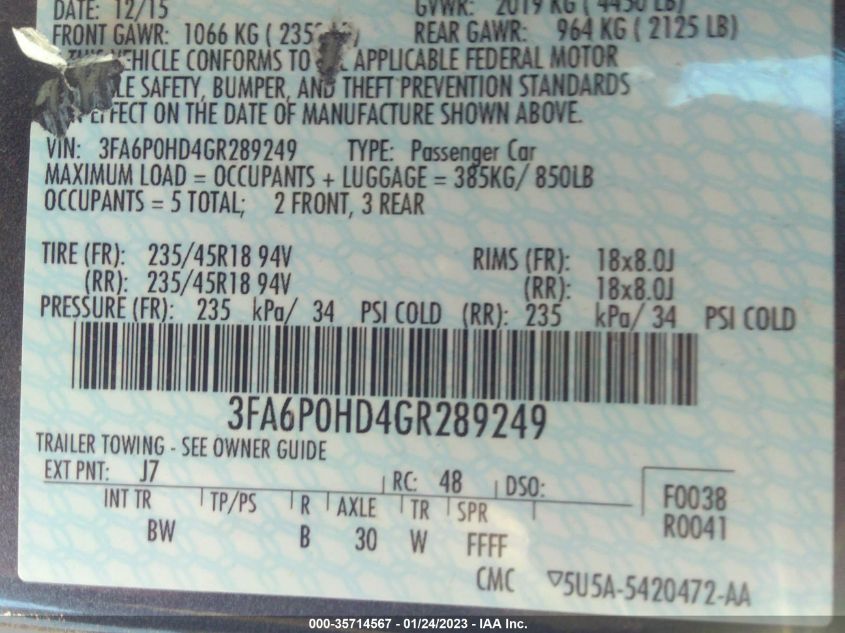 DATE: 12/15 GVWR: 2019 KG ( 4450 LB)
FRONT GAWR: 1066 KG ( 235 REAR GAWR: 964 KG ( 2125 LB)
THIS VEHICLE CONFORMS TO APPLICABLE FEDERAL MOTOR
SAFETY, BUMPER, AND THEFT PREVENTION STANDARDS
EFFECT ON THE DATE OF MANUFACTURE SHOWN ABOVE.
VIN: 3FA6P0HD4GR289249 TYPE: Passenger Car
MAXIMUM LOAD = OCCUPANTS + LUGGAGE = 385KG/ 850LB
OCCUPANTS = 5 TOTAL; 2 FRONT, 3 REAR
TIRE (FR): 235/45R18 94V RIMS (FR): 18x8.0J
(RR): 235/45R18 94V (RR): 18x8.0J
PRESSURE (FR): 235 kPa/ 34 PSI COLD (RR): 235 kPa/ 34 PSI COLD
3FA6P0HD4GR289249
TRAILER TOWING - SEE OWNER GUIDE
EXT PNT: J7 RC: 48 DSO: F0038
INT TR TP/PS R AXLE TR SPR R0041
BW B 30 W FFFF
CMC ▽5U5A-5420472-AA
000-35714567 - 01/24/2023 - IAA Inc.